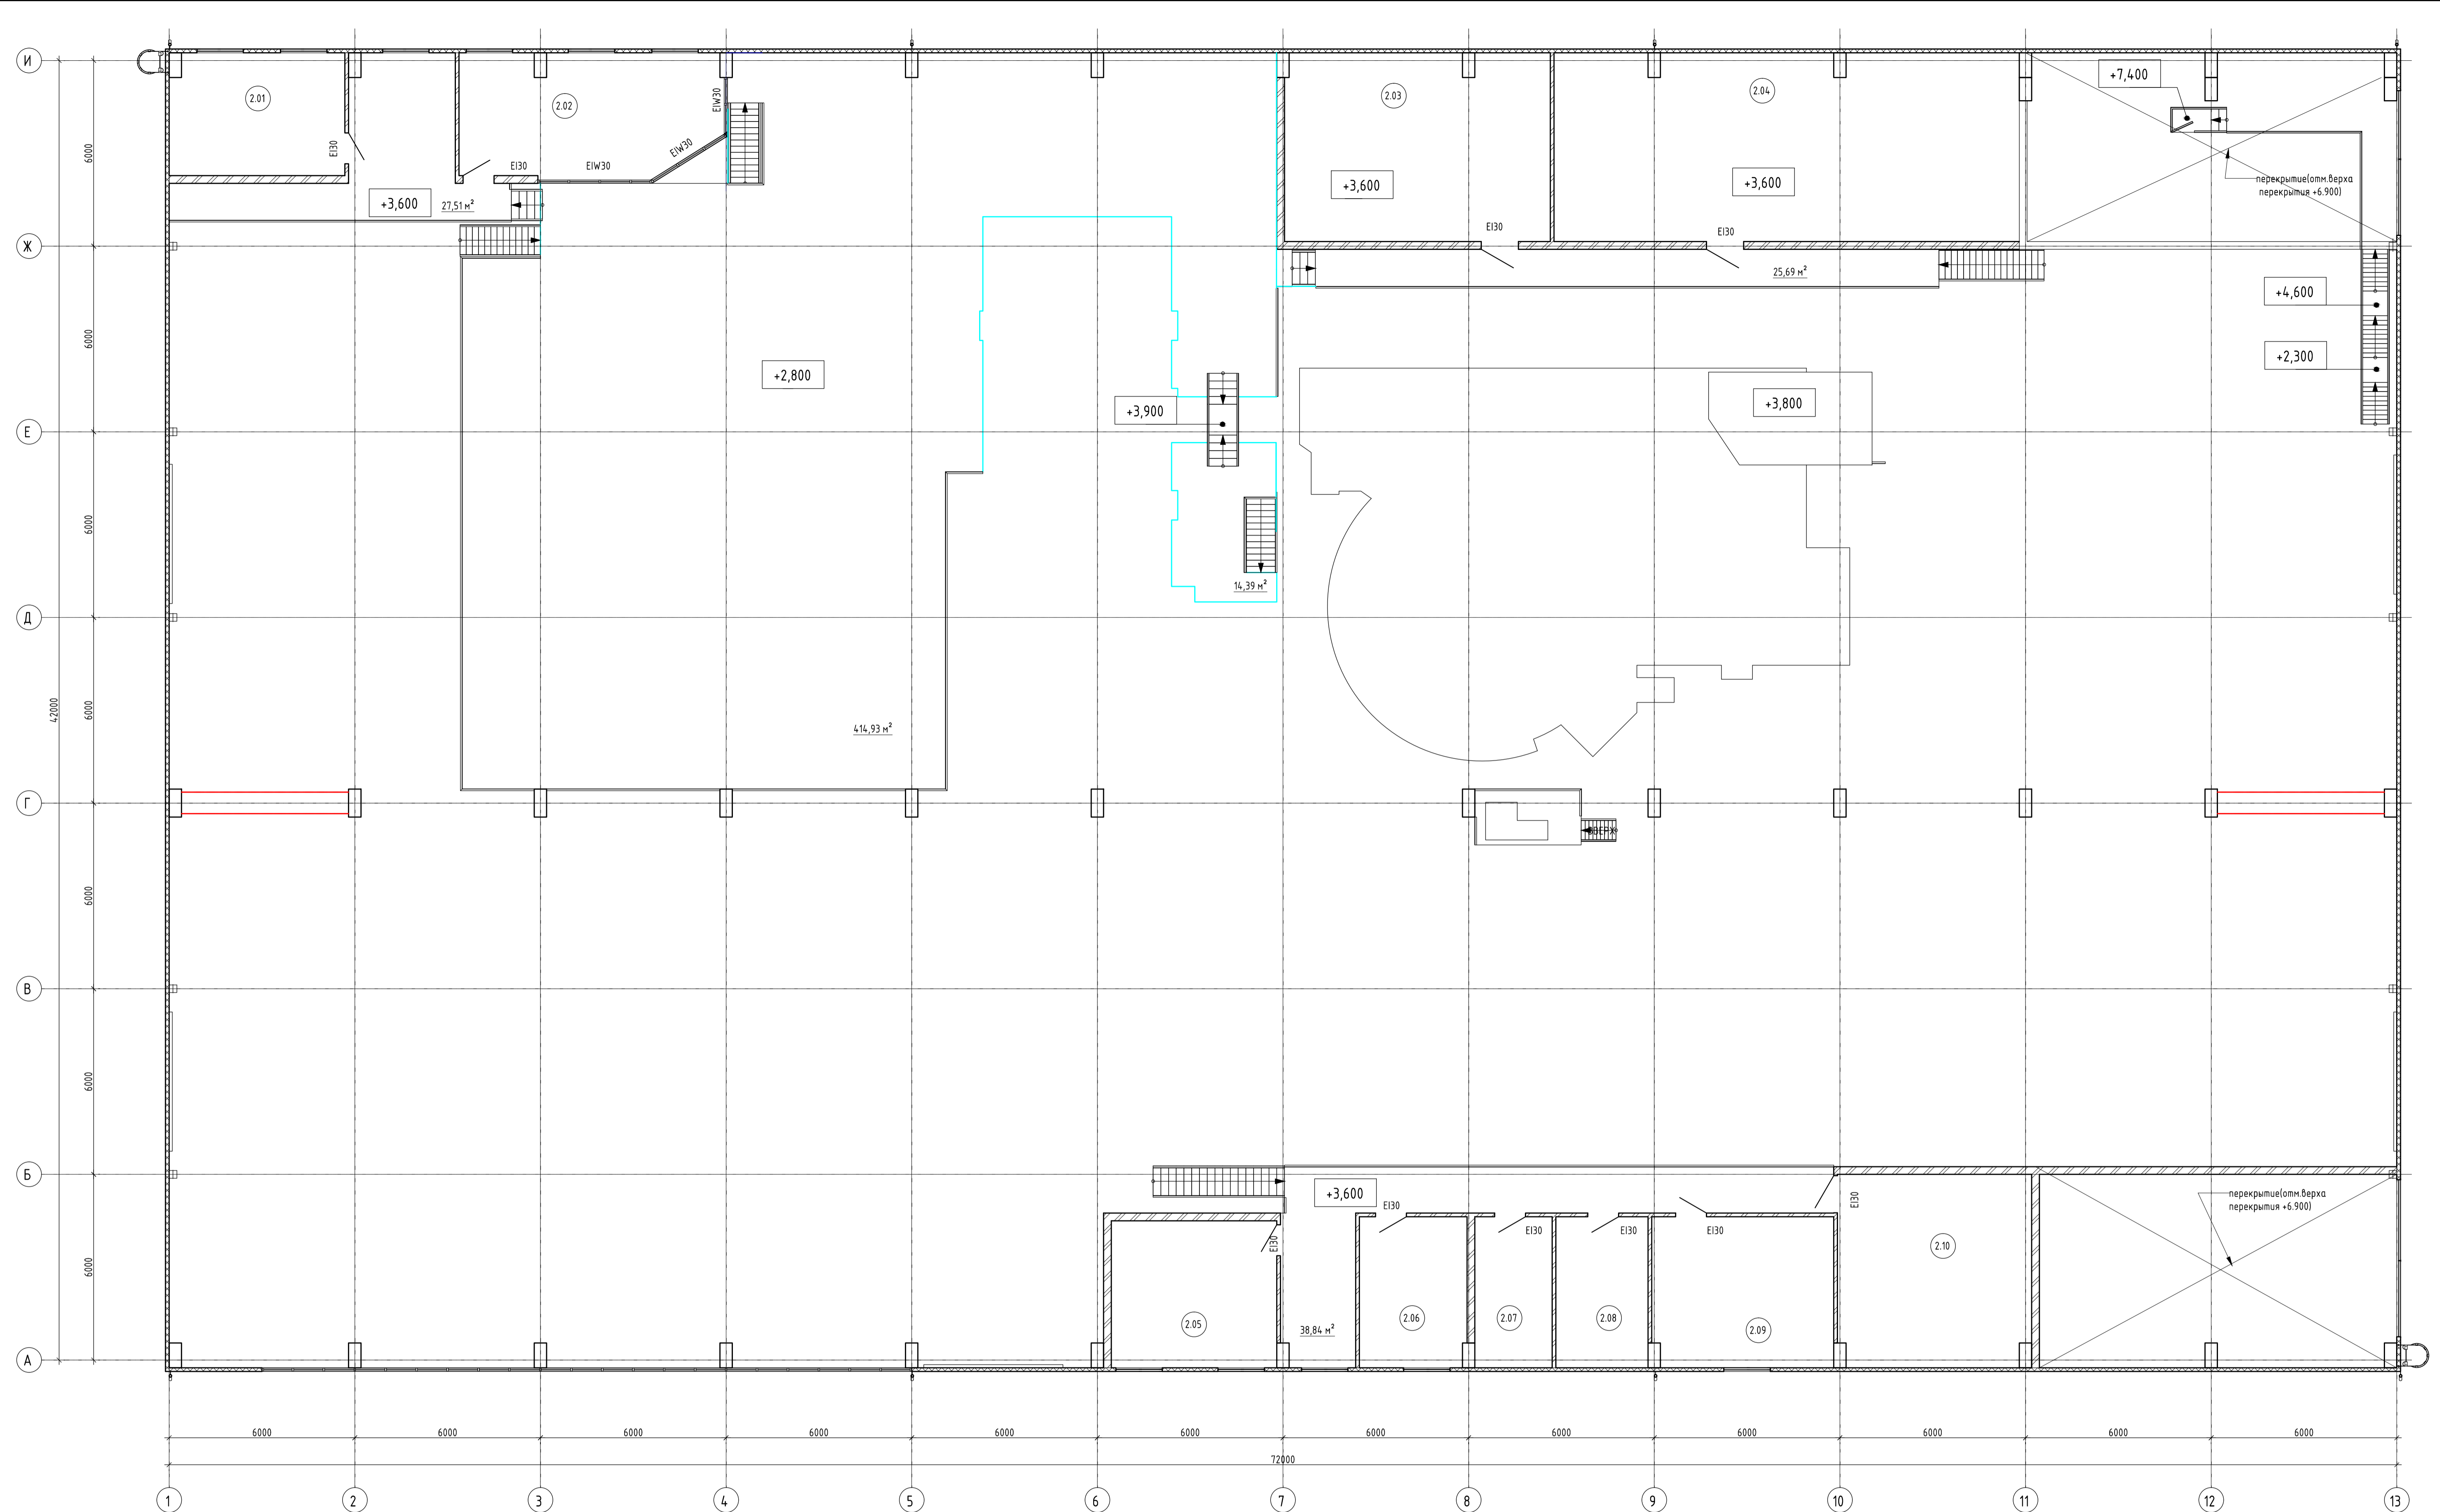 И
+7,400
2.01
2.02
EIW30
2.03
2.04
6000
EI30
EI30
EIW30
EIW30
+3,600
+3,600
перекрытие(отм.верха
перекрытия +6.900)
+3,600
27,51 м²
EI30
EI30
Ж
25,69 м²
+4,600
6000
+2,300
+2,800
+3,900
+3,800
Е
6000
14,39 м²
Д
42000
6000
414,93 м²
Г
ВВЕРХ
6000
В
6000
Б
+3,600
EI30
перекрытие(отм.верха
перекрытия +6.900)
EI30
EI30
EI30
EI30
EI30
2.10
6000
2.05
2.06
2.07
2.08
2.09
38,84 м²
А
6000
6000
6000
6000
6000
6000
6000
6000
6000
6000
6000
6000
72000
1
2
3
4
5
6
7
8
9
10
11
12
13